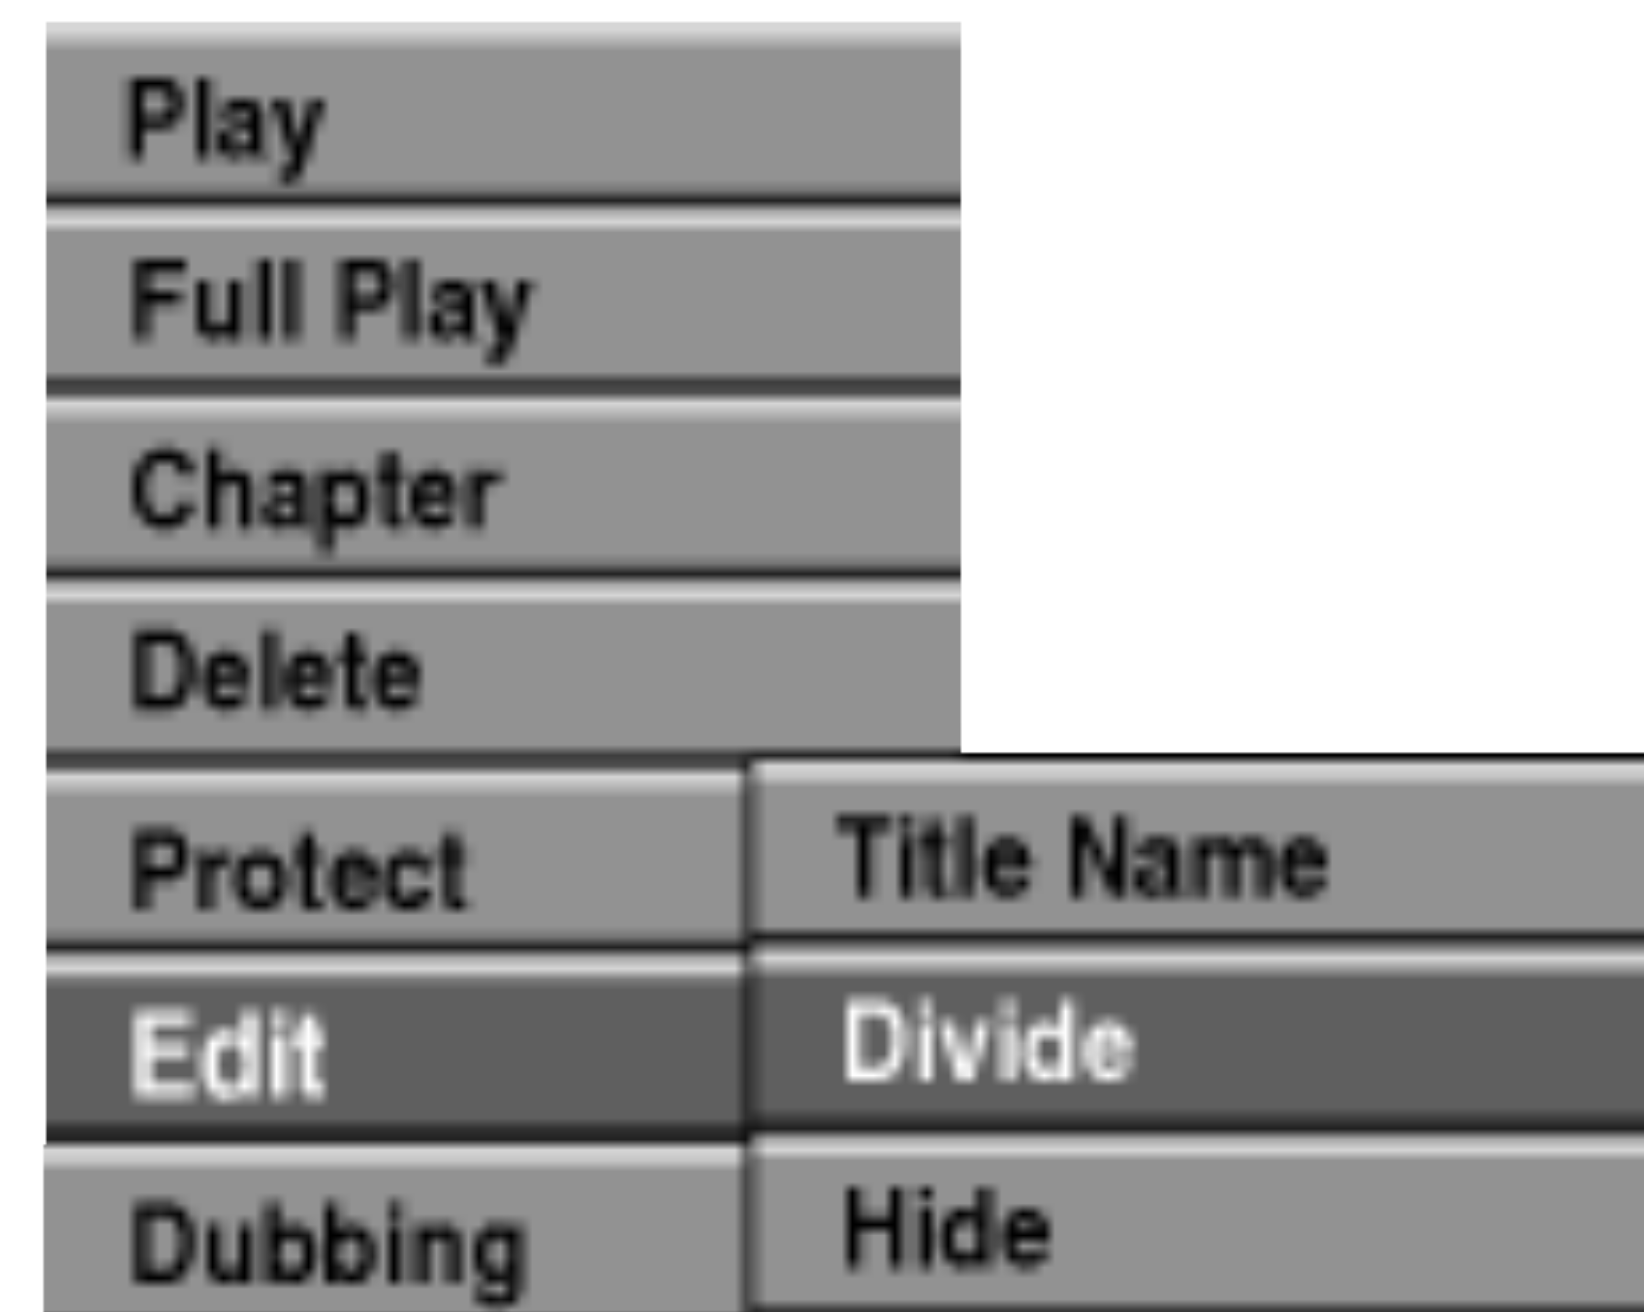 Play
Full Play
Chapter
Delete
Protect
Title Name
Edit
Divide
Dubbing
Hide